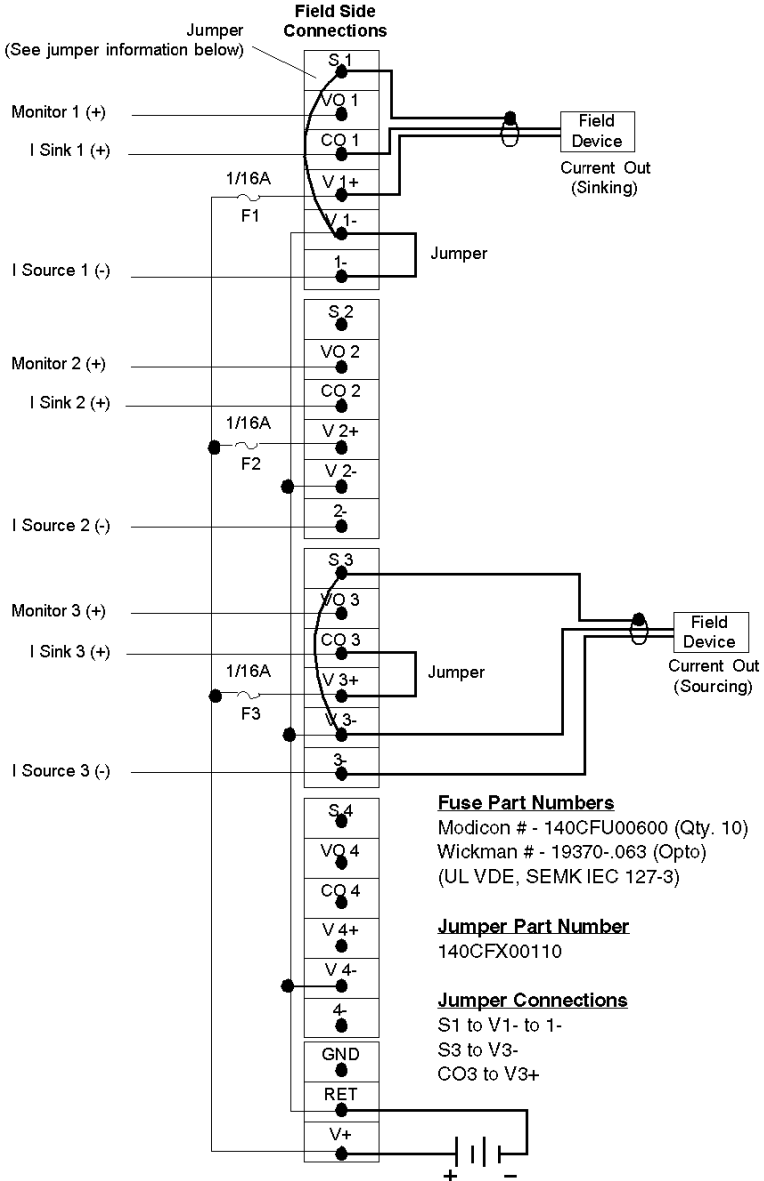 Field Side
Connections
Jumper
(See jumper information below)
S 1
Monitor 1 (+)
VO 1
I Sink 1 (+)
CO 1
Field
Device
Current Out
(Sinking)
1/16A
F1
V 1+
V 1-
Jumper
I Source 1 (-)
1-
S 2
Monitor 2 (+)
VO 2
I Sink 2 (+)
CO 2
1/16A
F2
V 2+
V 2-
I Source 2 (-)
2-
S 3
Monitor 3 (+)
VO 3
I Sink 3 (+)
CO 3
Field
Device
Current Out
(Sourcing)
1/16A
F3
V 3+
Jumper
V 3-
I Source 3 (-)
3-
S 4
VO 4
CO 4
V 4+
V 4-
4-
GND
RET
V+
+ –
Fuse Part Numbers
Modicon # - 140CFU00600 (Qty. 10)
Wickman # - 19370-.063 (Opto)
(UL VDE, SEMK IEC 127-3)
Jumper Part Number
140CFX00110
Jumper Connections
S1 to V1- to 1-
S3 to V3-
CO3 to V3+